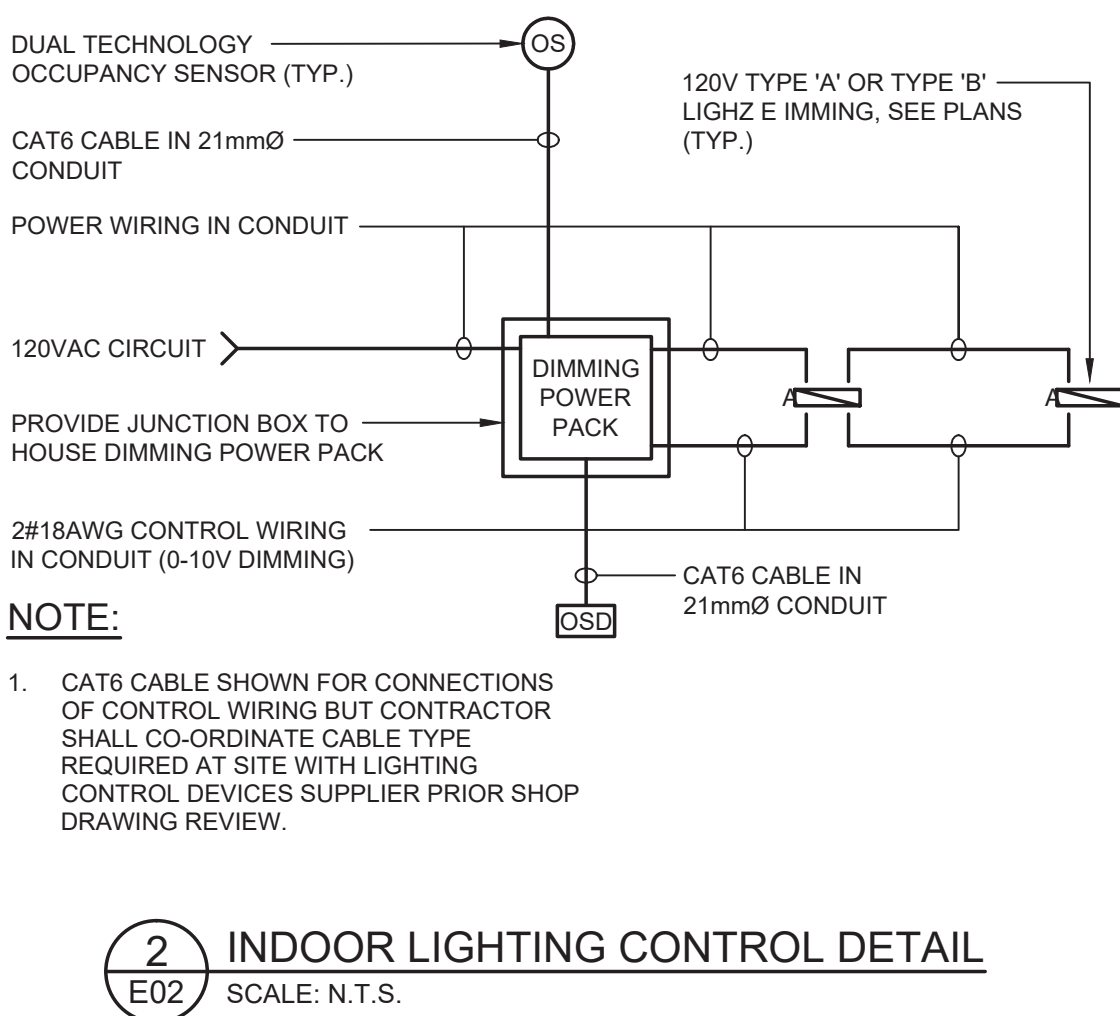 DUAL TECHNOLOGY
OCCUPANCY SENSOR (TYP.)
OS
120V TYPE 'A' OR TYPE 'B'
LIGHZ E IMMING, SEE PLANS
(TYP.)
CAT6 CABLE IN 21mmØ
CONDUIT
POWER WIRING IN CONDUIT
120VAC CIRCUIT
DIMMING
POWER
PACK
A
A
PROVIDE JUNCTION BOX TO
HOUSE DIMMING POWER PACK
2#18AWG CONTROL WIRING
IN CONDUIT (0-10V DIMMING)
CAT6 CABLE IN
21mmØ CONDUIT
OSD
NOTE:
1. CAT6 CABLE SHOWN FOR CONNECTIONS
OF CONTROL WIRING BUT CONTRACTOR
SHALL CO-ORDINATE CABLE TYPE
REQUIRED AT SITE WITH LIGHTING
CONTROL DEVICES SUPPLIER PRIOR SHOP
DRAWING REVIEW.
2
E02
INDOOR LIGHTING CONTROL DETAIL
SCALE: N.T.S.